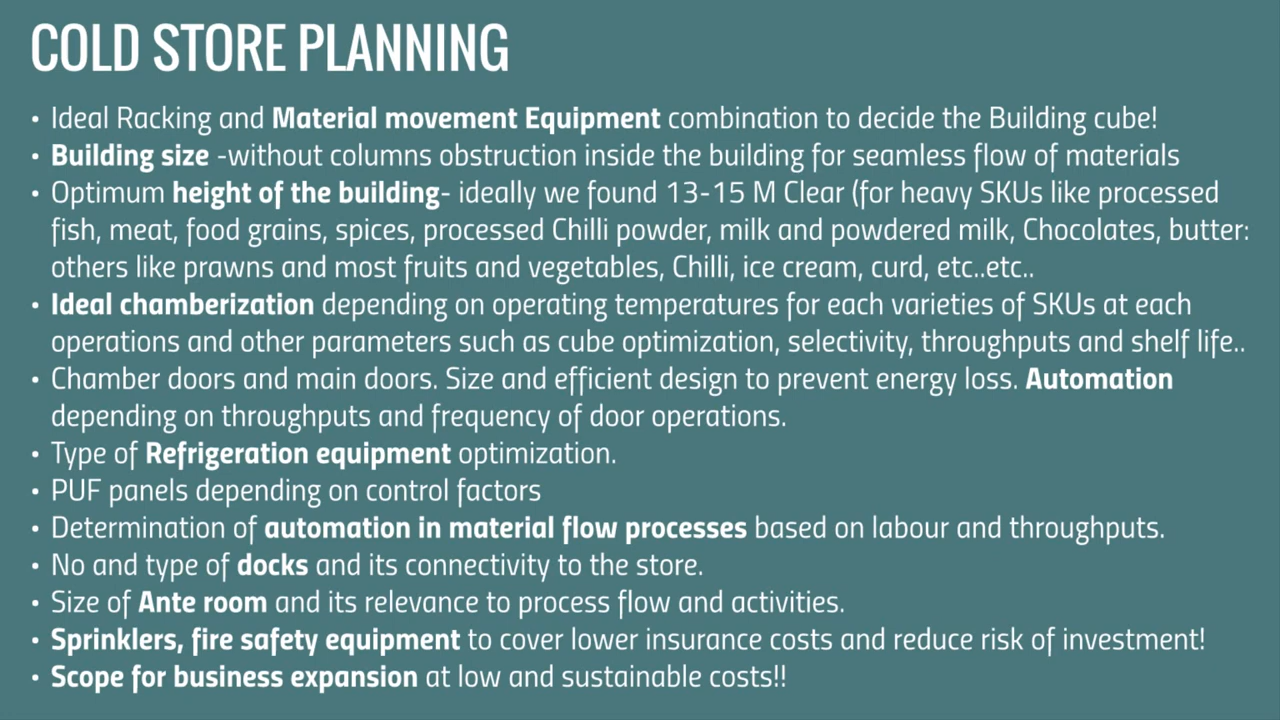 COLD STORE PLANNING
• Ideal Racking and Material movement Equipment combination to decide the Building cube!
• Building size -without columns obstruction inside the building for seamless flow of materials
• Optimum height of the building- ideally we found 13-15 M Clear (for heavy SKUs like processed
fish, meat, food grains, spices, processed Chilli powder, milk and powdered milk, Chocolates, butter:
others like prawns and most fruits and vegetables, Chilli, ice cream, curd, etc..etc..
• Ideal chamberization depending on operating temperatures for each varieties of SKUs at each
operations and other parameters such as cube optimization, selectivity, throughputs and shelf life..
• Chamber doors and main doors. Size and efficient design to prevent energy loss. Automation
depending on throughputs and frequency of door operations.
• Type of Refrigeration equipment optimization.
• PUF panels depending on control factors
• Determination of automation in material flow processes based on labour and throughputs.
• No and type of docks and its connectivity to the store.
• Size of Ante room and its relevance to process flow and activities.
• Sprinklers, fire safety equipment to cover lower insurance costs and reduce risk of investment!
• Scope for business expansion at low and sustainable costs!!